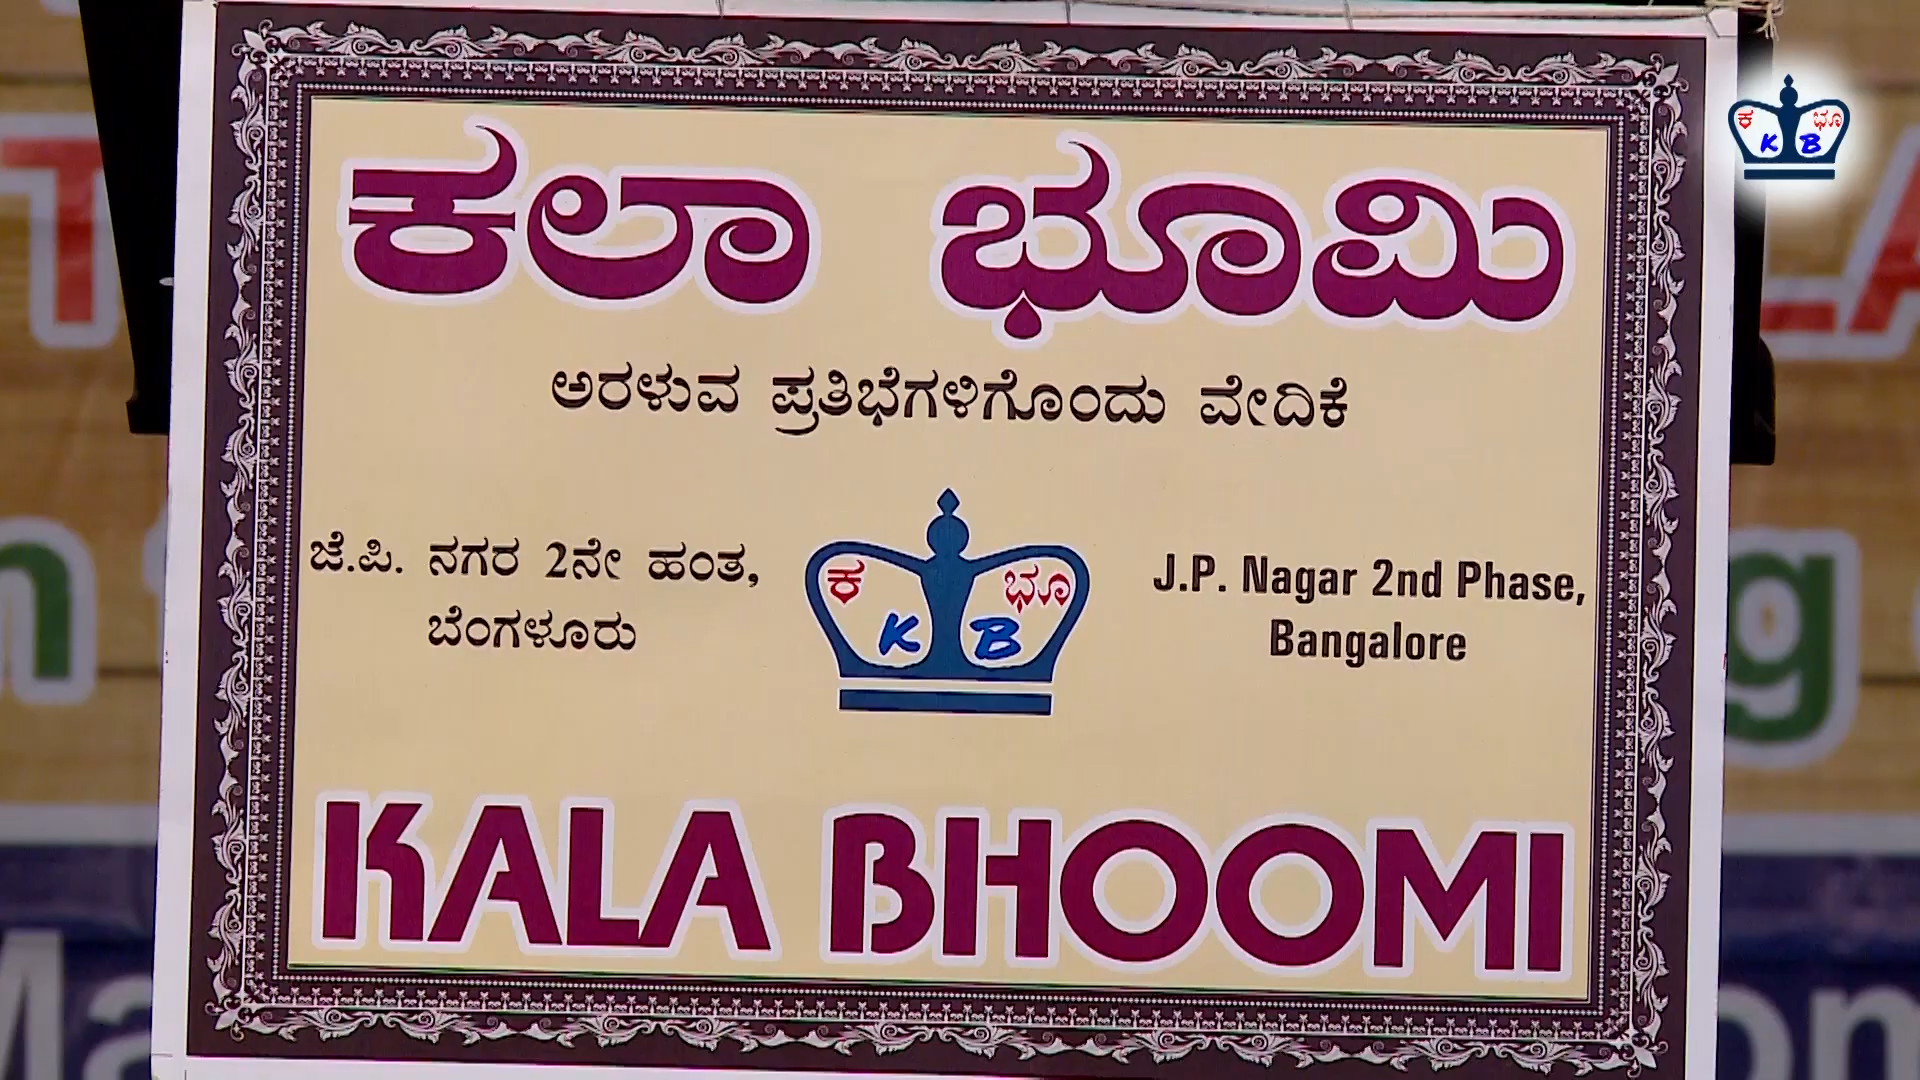 ಕಲಾ ಭೂಮಿ
ಅರಳುವ ಪ್ರತಿಭೆಗಳಿಗೊಂದು ವೇದಿಕೆ
ಜೆ.ಪಿ. ನಗರ 2ನೇ ಹಂತ,
ಬೆಂಗಳೂರು
ಕ ಭೂ
K B
J.P. Nagar 2nd Phase,
Bangalore
KALA BHOOMI
ಕ ಭೂ
K B